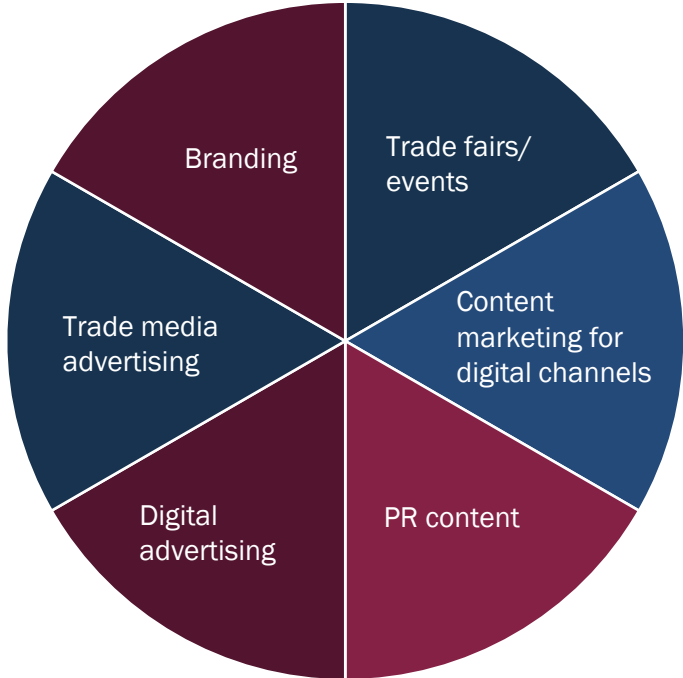 Branding
Trade fairs/
events
Content
marketing for
digital channels
Trade media
advertising
Digital
advertising
PR content